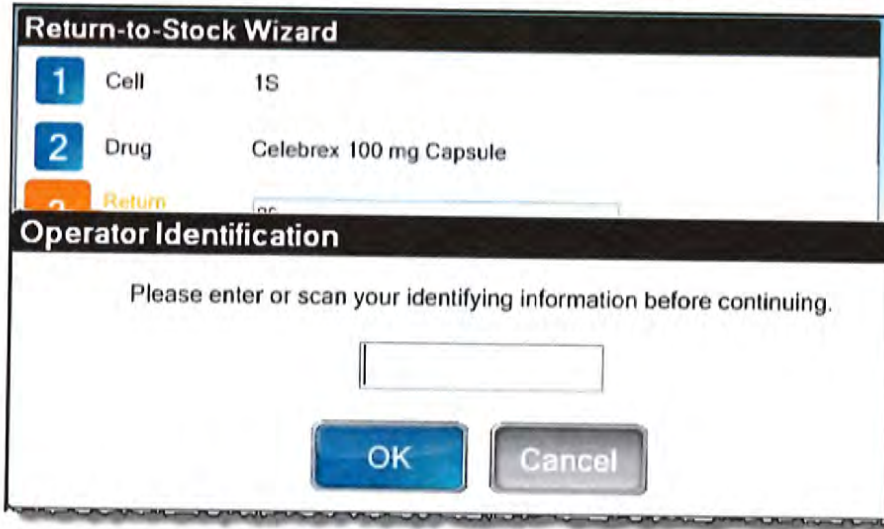 Return-to-Stock Wizard
1 Cell 1S
2 Drug Celebrex 100 mg Capsule
Return
Operator Identification
Please enter or scan your identifying information before continuing.
OK Cancel